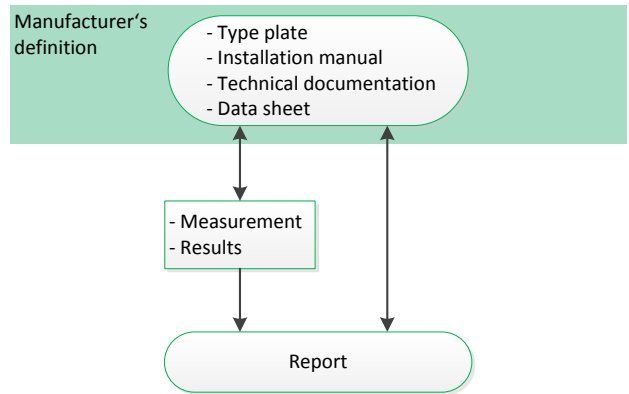 Manufacturer‘s
definition
- Type plate
- Installation manual
- Technical documentation
- Data sheet
- Measurement
- Results
Report